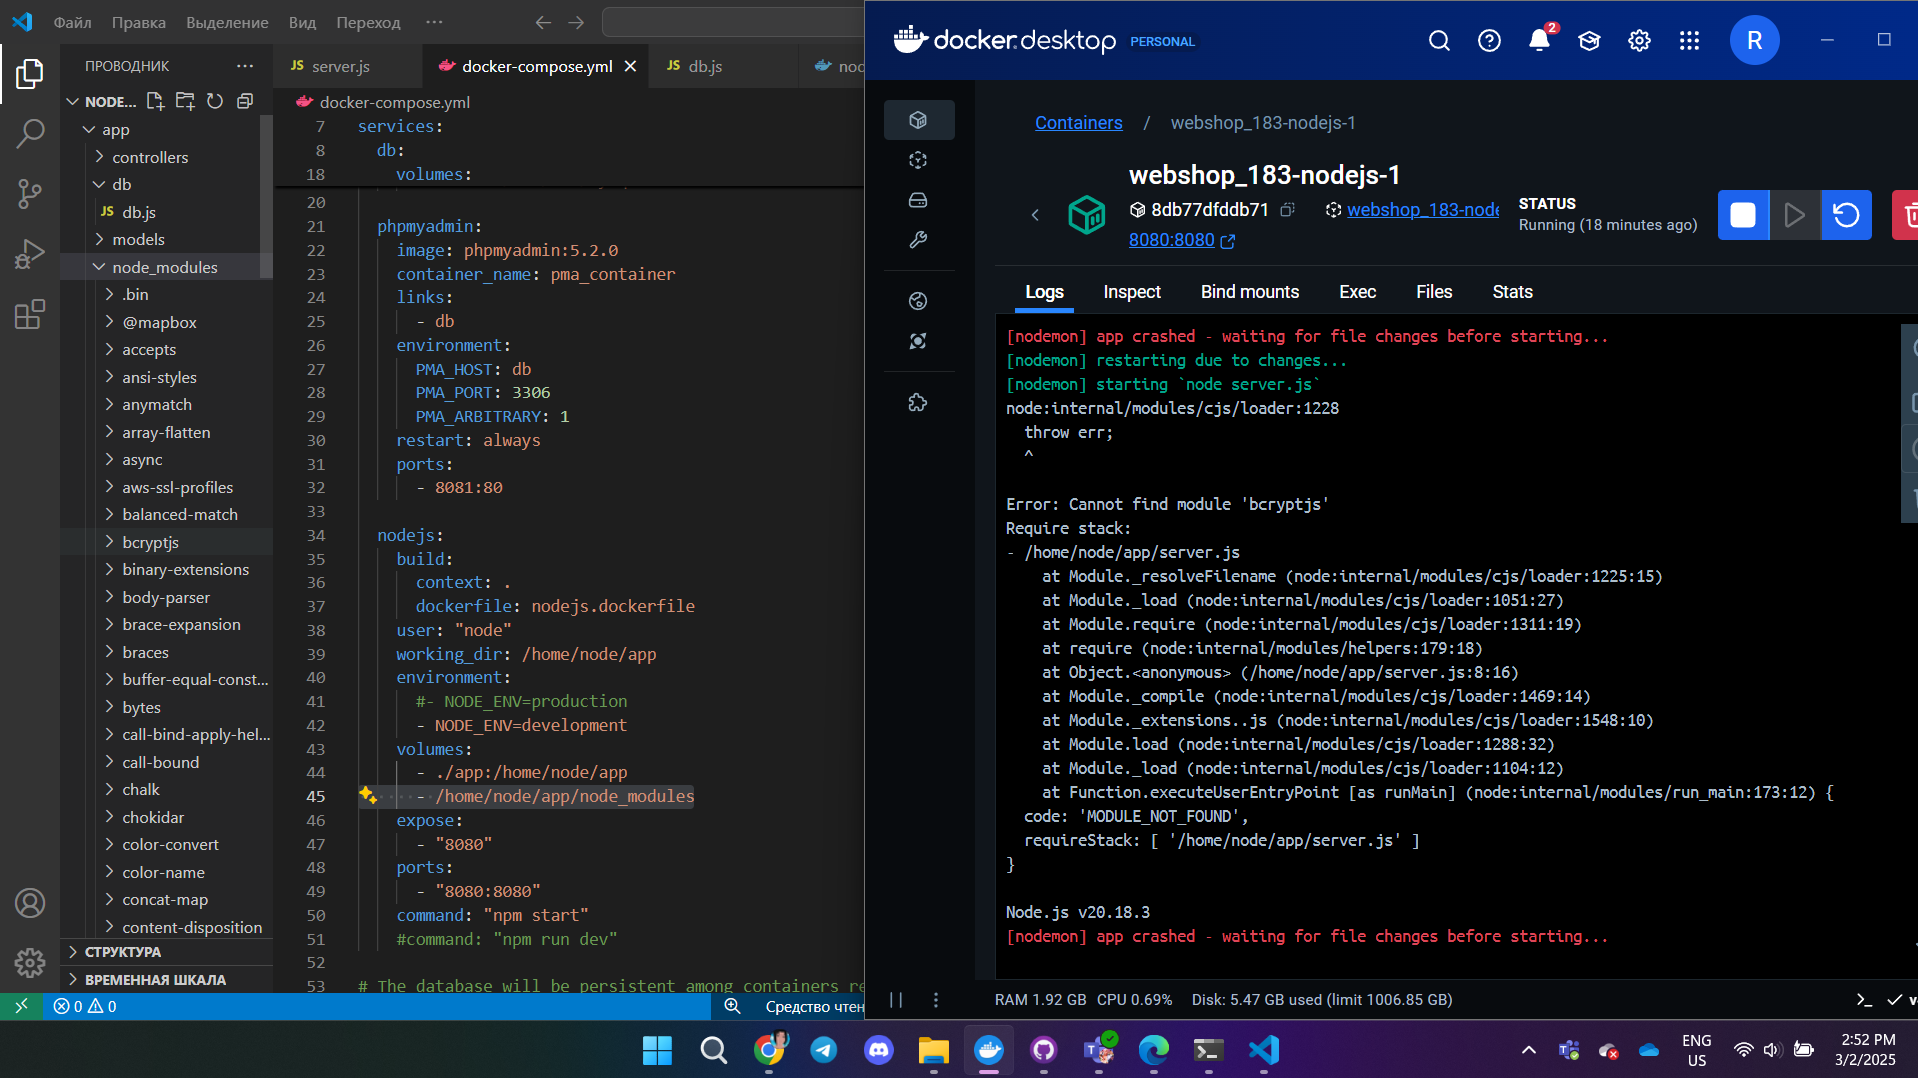 Файл Правка Выделение Вид Переход ···
ПРОВОДНИК ···
NODE...
app
controllers
db
JS db.js
models
node_modules
.bin
@mapbox
accepts
ansi-styles
anymatch
array-flatten
async
aws-ssl-profiles
balanced-match
bcryptjs
binary-extensions
body-parser
brace-expansion
braces
buffer-equal-const...
bytes
call-bind-apply-hel...
call-bound
chalk
chokidar
color-convert
color-name
concat-map
content-disposition
СТРУКТУРА
ВРЕМЕННАЯ ШКАЛА
JS server.js
docker-compose.yml
JS db.js
noc
docker-compose.yml
7 services:
8 db:
18 volumes:
20
21 phpmyadmin:
22 image: phpmyadmin:5.2.0
23 container_name: pma_container
24 links:
25 - db
26 environment:
27 PMA_HOST: db
28 PMA_PORT: 3306
29 PMA_ARBITRARY: 1
30 restart: always
31 ports:
32 - 8081:80
33
34 nodejs:
35 build:
36 context: .
37 dockerfile: nodejs.dockerfile
38 user: "node"
39 working_dir: /home/node/app
40 environment:
41 #- NODE_ENV=production
42 - NODE_ENV=development
43 volumes:
44 - ./app:/home/node/app
45 - /home/node/app/node_modules
46 expose:
47 - "8080"
48 ports:
49 - "8080:8080"
50 command: "npm start"
51 #command: "npm run dev"
52
53 # The database will be persistent among containers re
0 0
Средство чтен
docker.desktop PERSONAL
2
R
Containers / webshop_183-nodejs-1
webshop_183-nodejs-1
8db77dfddb71 webshop_183-node
8080:8080
STATUS
Running (18 minutes ago)
Logs Inspect Bind mounts Exec Files Stats
[nodemon] app crashed - waiting for file changes before starting...
[nodemon] restarting due to changes...
[nodemon] starting `node server.js`
node:internal/modules/cjs/loader:1228
throw err;
^
Error: Cannot find module 'bcryptjs'
Require stack:
- /home/node/app/server.js
at Module._resolveFilename (node:internal/modules/cjs/loader:1225:15)
at Module._load (node:internal/modules/cjs/loader:1051:27)
at Module.require (node:internal/modules/cjs/loader:1311:19)
at require (node:internal/modules/helpers:179:18)
at Object.<anonymous> (/home/node/app/server.js:8:16)
at Module._compile (node:internal/modules/cjs/loader:1469:14)
at Module._extensions..js (node:internal/modules/cjs/loader:1548:10)
at Module.load (node:internal/modules/cjs/loader:1288:32)
at Module._load (node:internal/modules/cjs/loader:1104:12)
at Function.executeUserEntryPoint [as runMain] (node:internal/modules/run_main:173:12) {
code: 'MODULE_NOT_FOUND',
requireStack: [ '/home/node/app/server.js' ]
}
Node.js v20.18.3
[nodemon] app crashed - waiting for file changes before starting...
RAM 1.92 GB CPU 0.69% Disk: 5.47 GB used (limit 1006.85 GB)
v
ENG
US
2:52 PM
3/2/2025